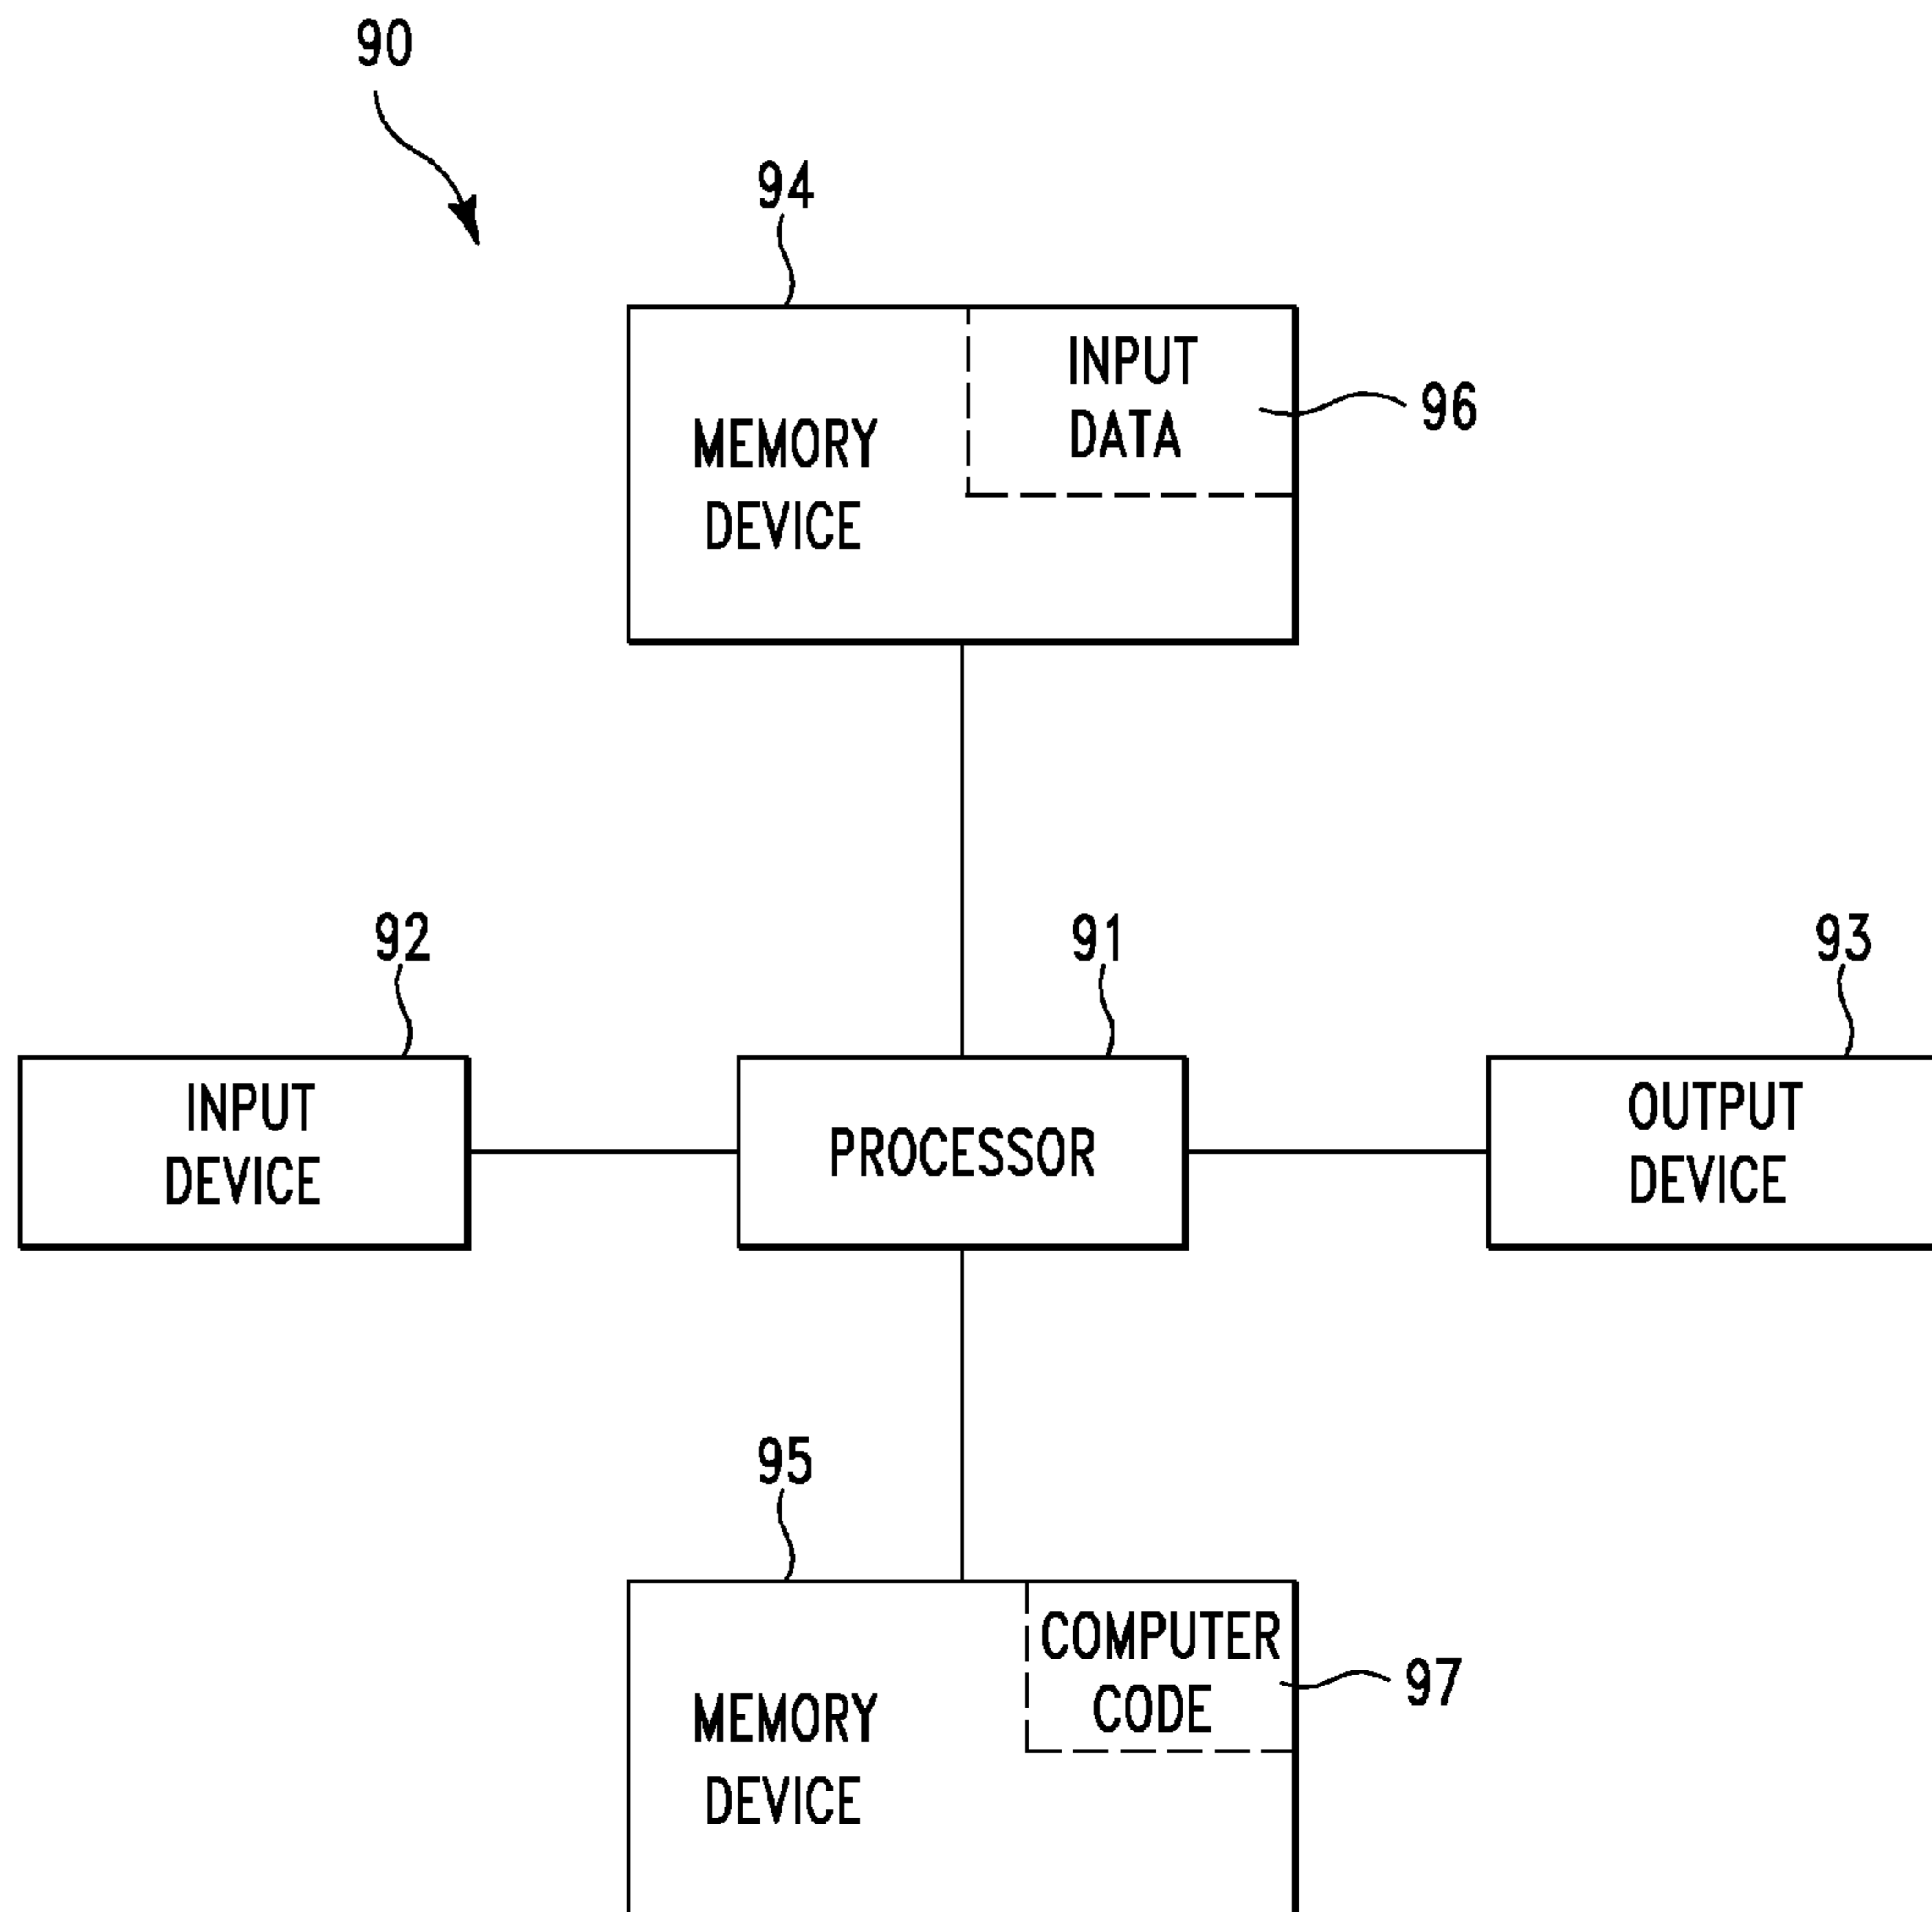 90
94
INPUT
DATA
96
MEMORY
DEVICE
92
91
93
INPUT
DEVICE
PROCESSOR
OUTPUT
DEVICE
95
COMPUTER
CODE
97
MEMORY
DEVICE